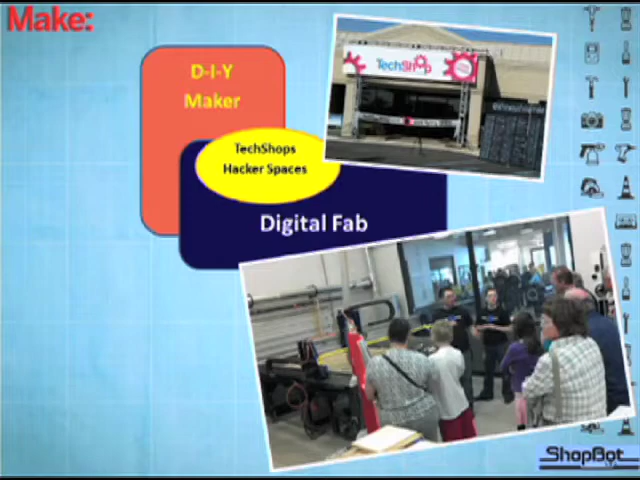 Make:
D-I-Y
Maker
TechShop
TechShops
Hacker Spaces
Digital Fab
ShopBot